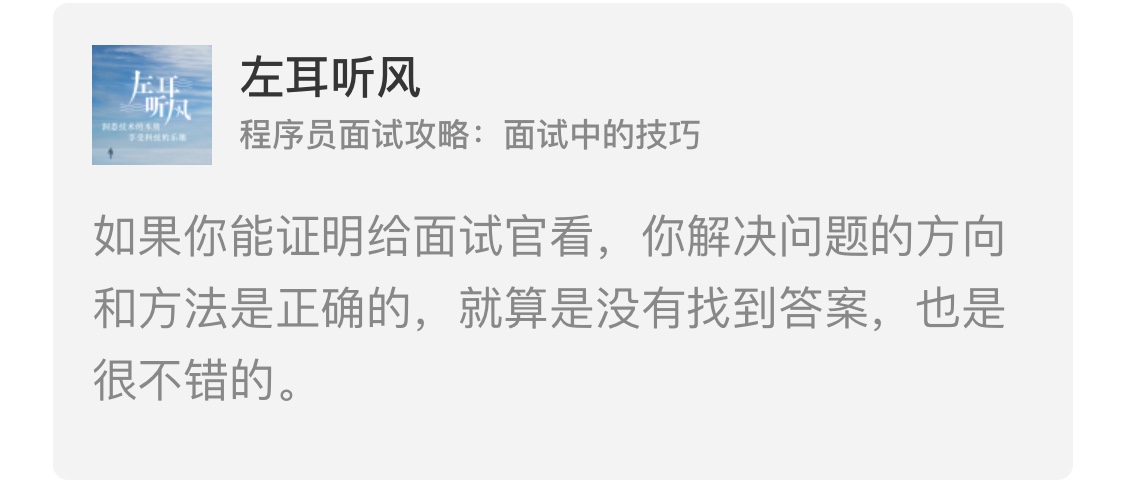 左耳
听风
洞悉技术的本质
享受科技的乐趣
左耳听风
程序员面试攻略：面试中的技巧
如果你能证明给面试官看，你解决问题的方向
和方法是正确的，就算是没有找到答案，也是
很不错的。